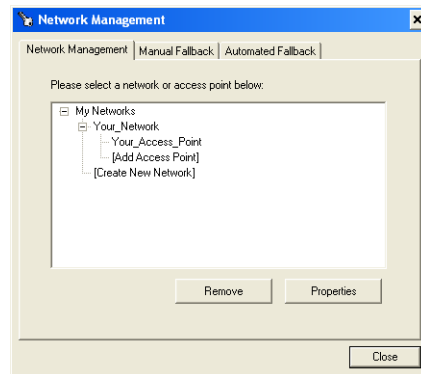 Network Management
Network Management Manual Fallback Automated Fallback
Please select a network or access point below:
My Networks
Your_Network
Your_Access_Point
[Add Access Point]
[Create New Network]
Remove Properties
Close